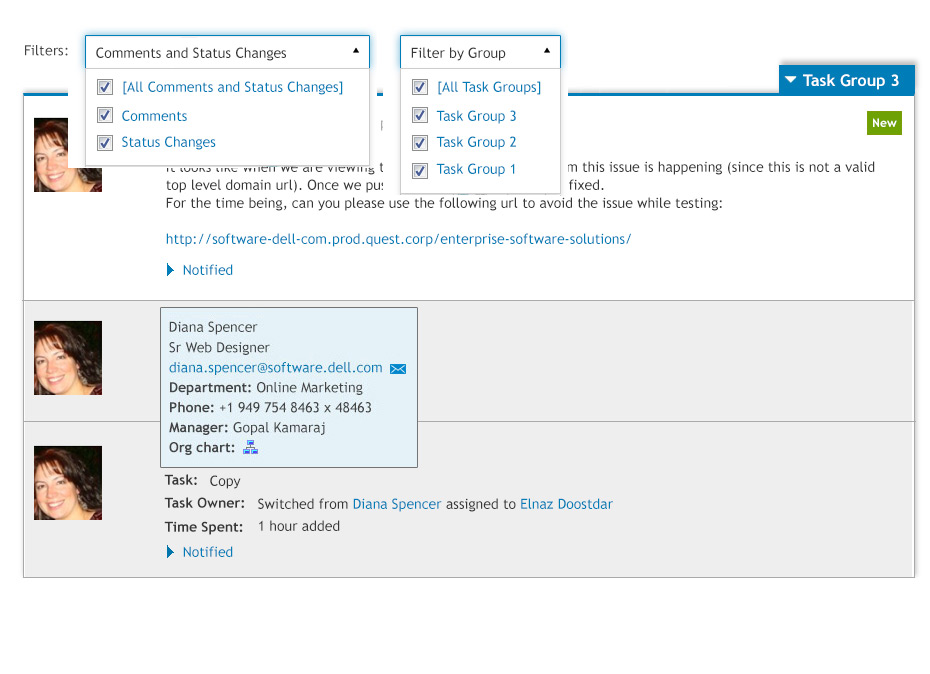 Filters:
Comments and Status Changes
[All Comments and Status Changes]
Comments
Status Changes
Filter by Group
[All Task Groups]
Task Group 3
Task Group 2
Task Group 1
Task Group 3
New
It looks like when we are viewing m this issue is happening (since this is not a valid
top level domain url). Once we fixed.
For the time being, can you please use the following url to avoid the issue while testing:
http://software-dell-com.prod.quest.corp/enterprise-software-solutions/
Notified
Diana Spencer
Sr Web Designer
diana.spencer@software.dell.com
Department: Online Marketing
Phone: +1 949 754 8463 x 48463
Manager: Gopal Kamaraj
Org chart:
Task: Copy
Task Owner: Switched from Diana Spencer assigned to Elnaz Doostdar
Time Spent: 1 hour added
Notified